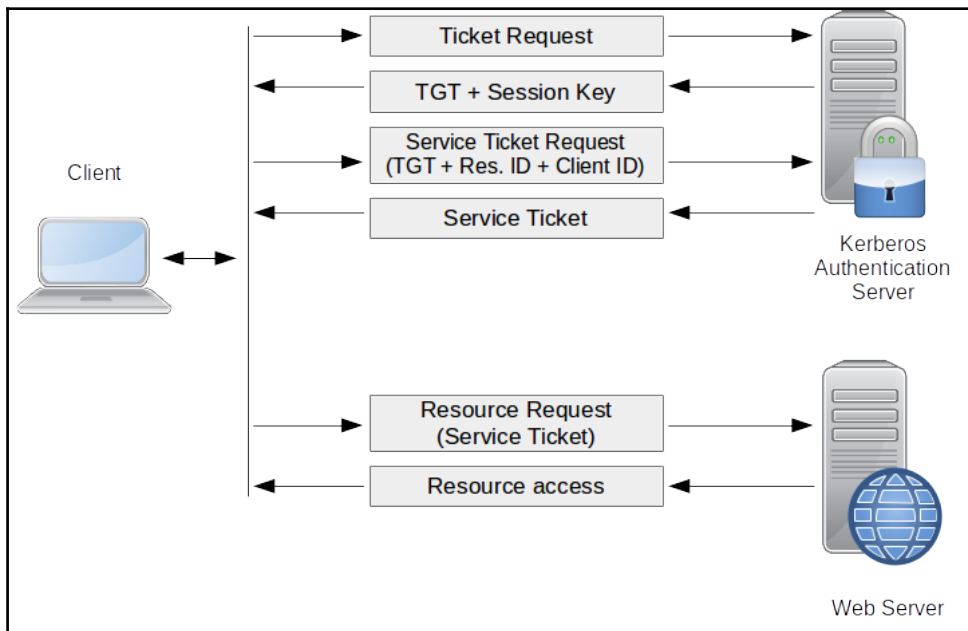 Ticket Request
TGT + Session Key
Service Ticket Request
(TGT + Res. ID + Client ID)
Client
Service Ticket
Kerberos
Authentication
Server
Resource Request
(Service Ticket)
Resource access
Web Server